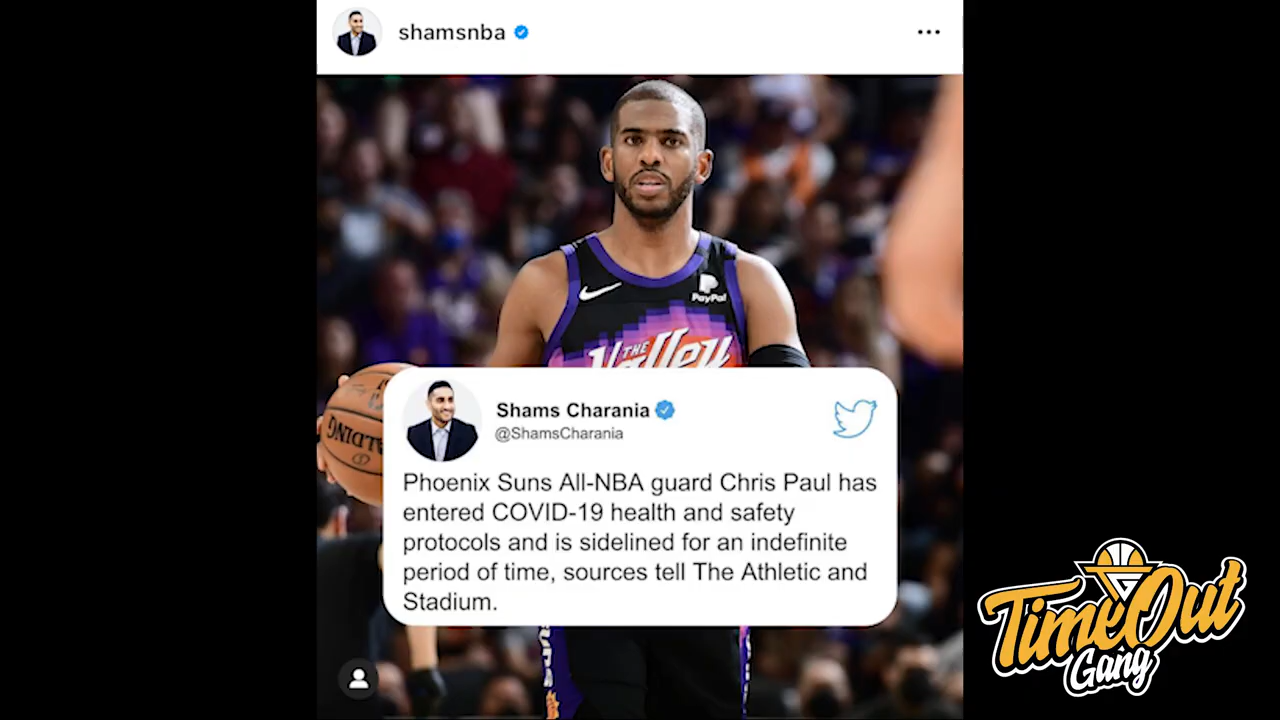 shamsnba
PayPal
THE
Valley
SPALDING
Shams Charania
@ShamsCharania
Phoenix Suns All-NBA guard Chris Paul has
entered COVID-19 health and safety
protocols and is sidelined for an indefinite
period of time, sources tell The Athletic and
Stadium.
TimeOut
Gang